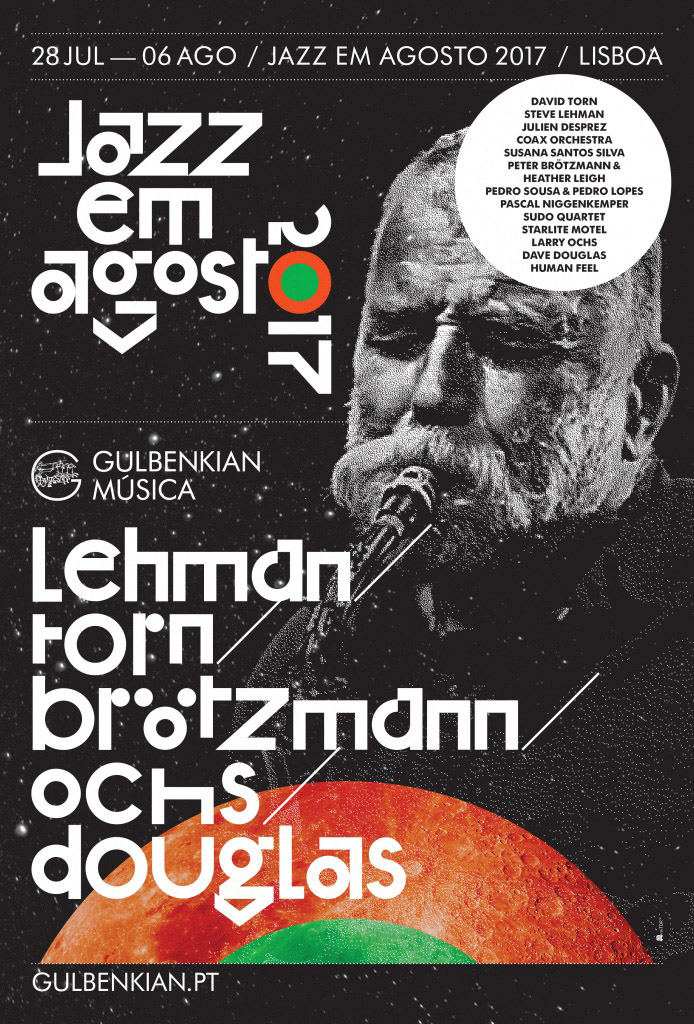 28 JUL — 06 AGO / JAZZ EM AGOSTO 2017 / LISBOA
DAVID TORN
STEVE LEHMAN
JULIEN DESPREZ
COAX ORCHESTRA
SUSANA SANTOS SILVA
PETER BRÖTZMANN &
HEATHER LEIGH
PEDRO SOUSA & PEDRO LOPES
PASCAL NIGGENKEMPER
SUDO QUARTET
STARLITE MOTEL
LARRY OCHS
DAVE DOUGLAS
HUMAN FEEL
Jazz
em
agosto
2017
GULBENKIAN
MÚSICA
Lehman
torn
brötzmann
ochs
douglas
GULBENKIAN.PT